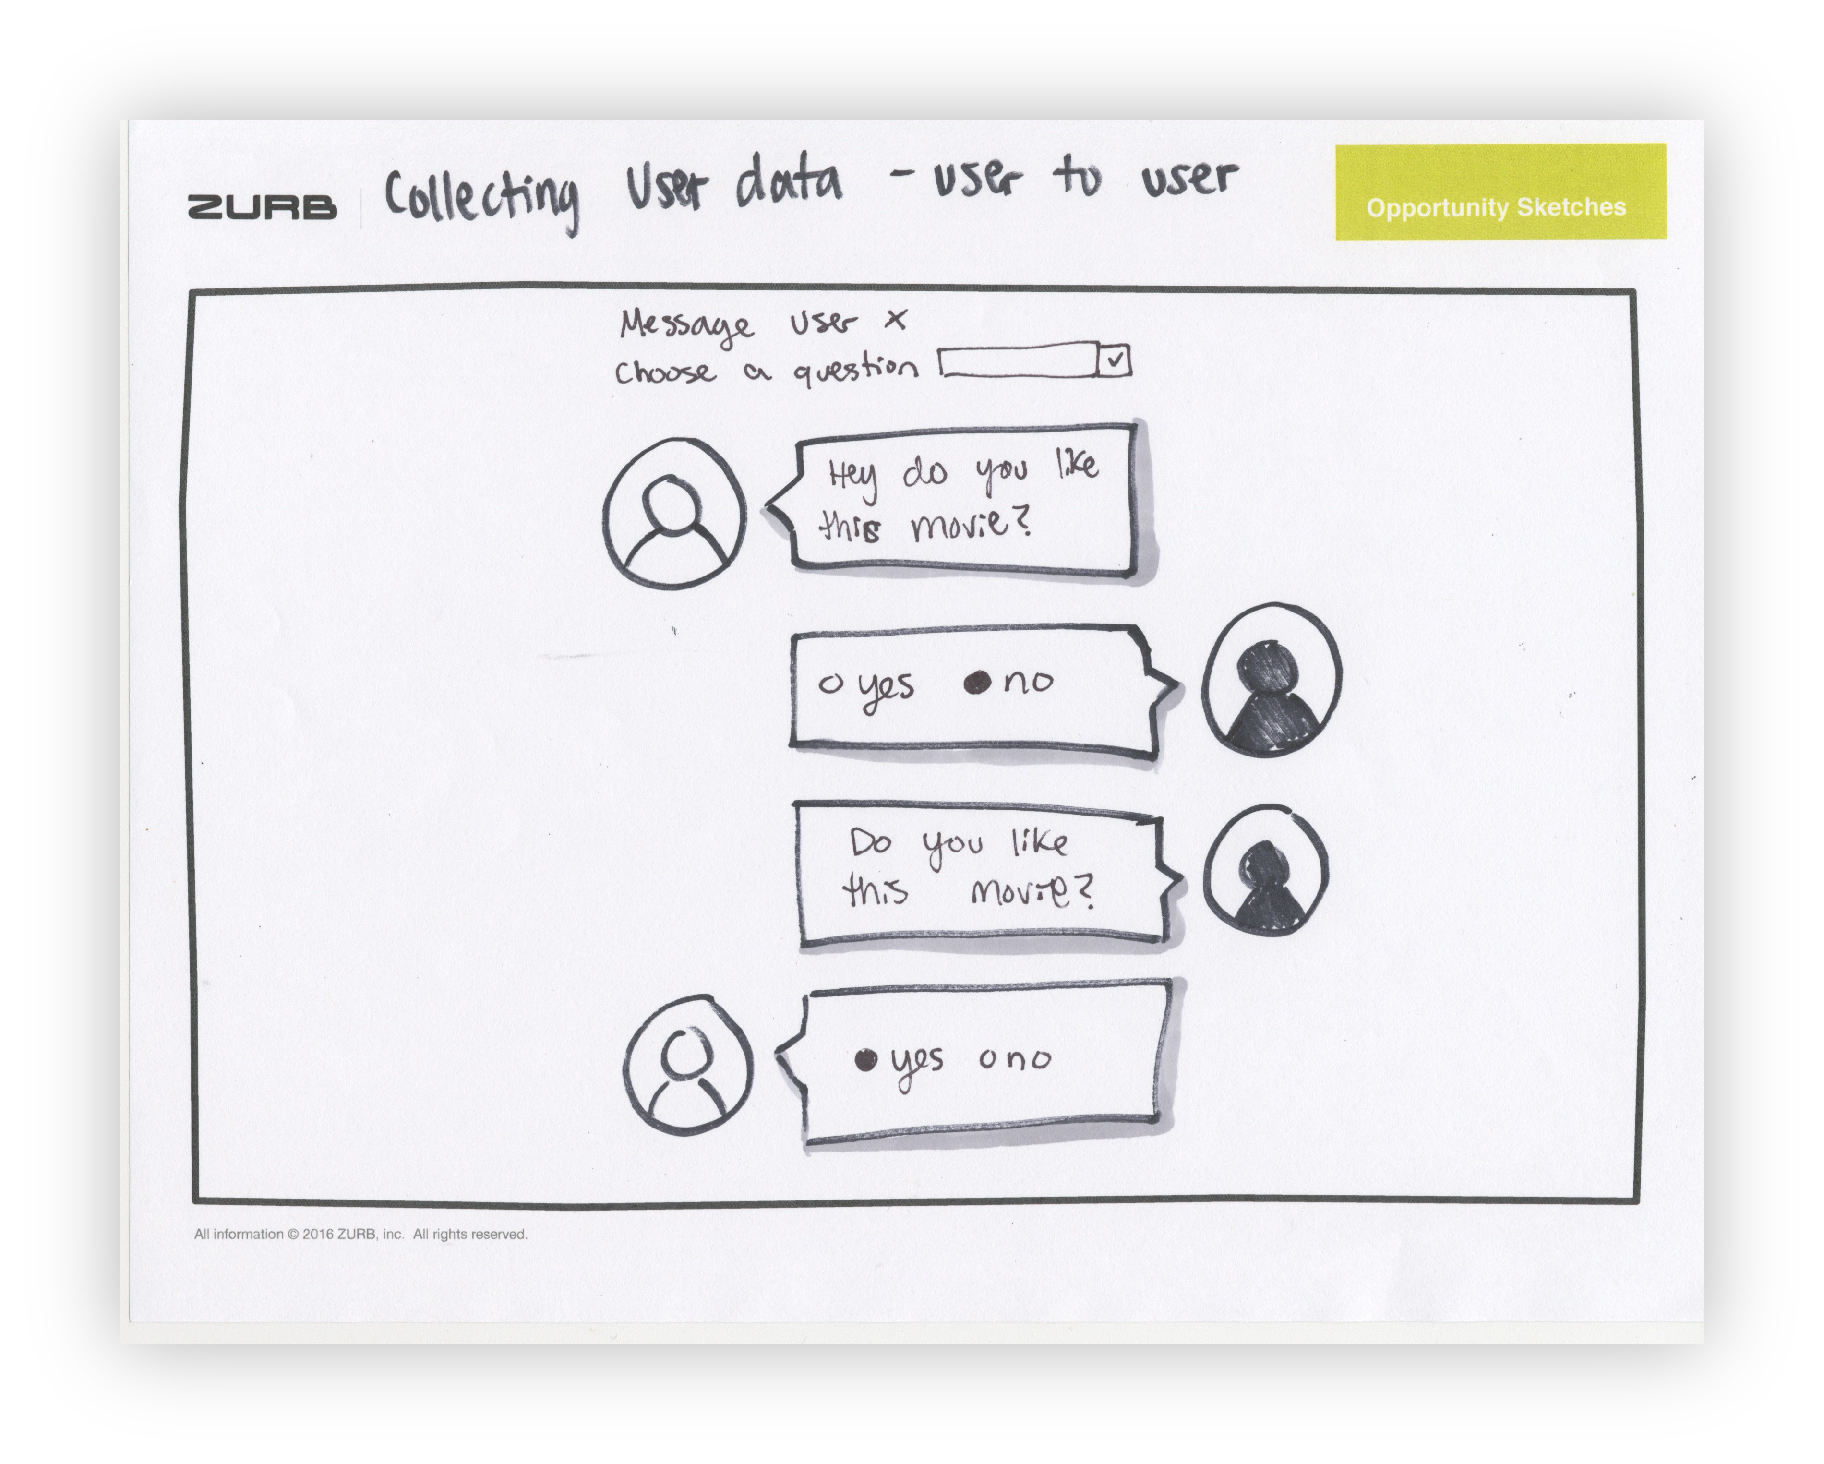 ZURB Collecting User data - user to user
Opportunity Sketches
Message user x
Choose a question
Hey do you like
this movie?
yes no
Do you like
this movie?
yes no
All information © 2016 ZURB, inc. All rights reserved.